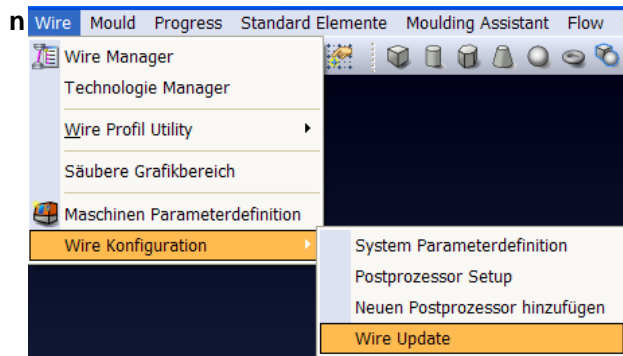 n Wire Mould Progress Standard Elemente Moulding Assistant Flow
Wire Manager
Technologie Manager
Wire Profil Utility
Säubere Grafikbereich
Maschinen Parameterdefinition
Wire Konfiguration
System Parameterdefinition
Postprozessor Setup
Neuen Postprozessor hinzufügen
Wire Update